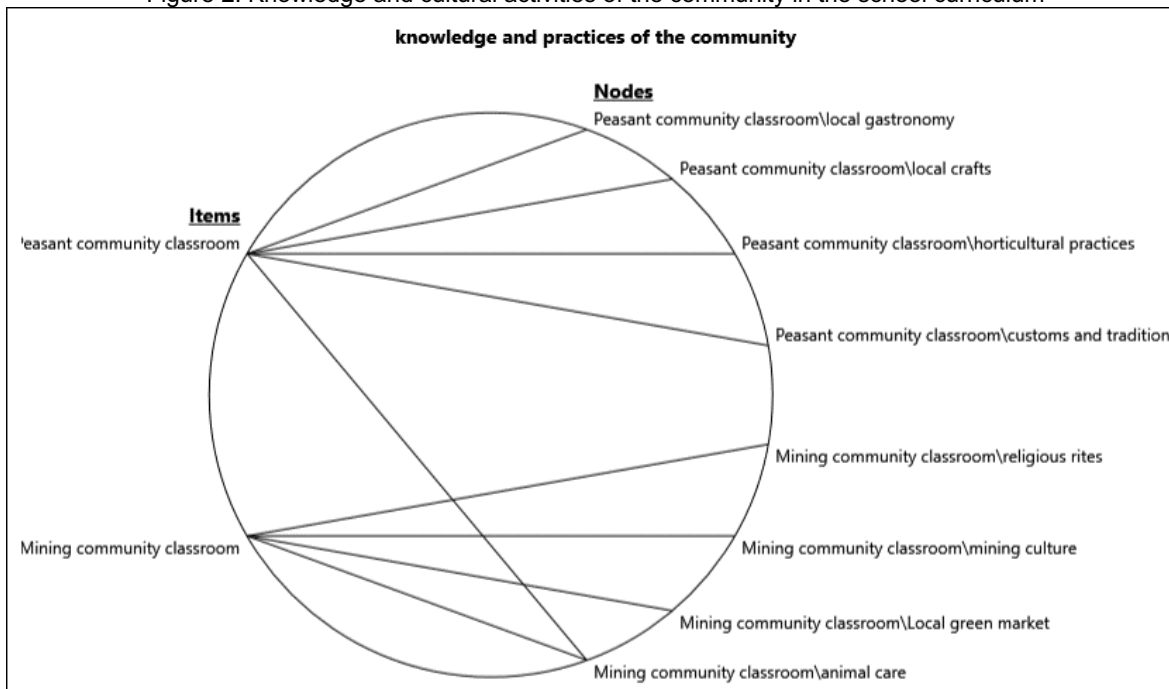 Figure 2. Knowledge and cultural activities of the community in the school curriculum
knowledge and practices of the community
Nodes
Peasant community classroom\local gastronomy
Peasant community classroom\local crafts
Items
Peasant community classroom
Peasant community classroom\horticultural practices
Peasant community classroom\customs and tradition
Mining community classroom\religious rites
Mining community classroom
Mining community classroom\mining culture
Mining community classroom\Local green market
Mining community classroom\animal care